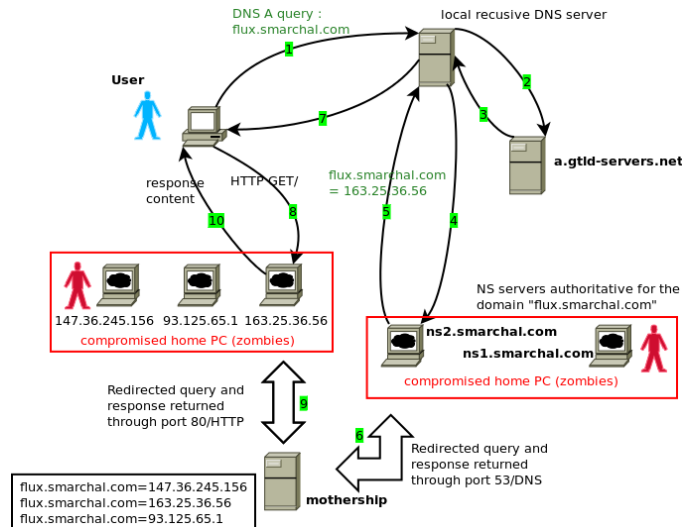 DNS A query :
flux.smarchal.com
local recusive DNS server
1
2
User
3
7
a.gtld-servers.net
response
content
HTTP GET/
flux.smarchal.com
= 163.25.36.56
8
5
4
10
NS servers authoritative for the
domain "flux.smarchal.com"
147.36.245.156
93.125.65.1
163.25.36.56
compromised home PC (zombies)
ns2.smarchal.com
ns1.smarchal.com
compromised home PC (zombies)
Redirected query and
response returned
through port 80/HTTP
9
6
Redirected query and
response returned
through port 53/DNS
mothership
flux.smarchal.com=147.36.245.156
flux.smarchal.com=163.25.36.56
flux.smarchal.com=93.125.65.1